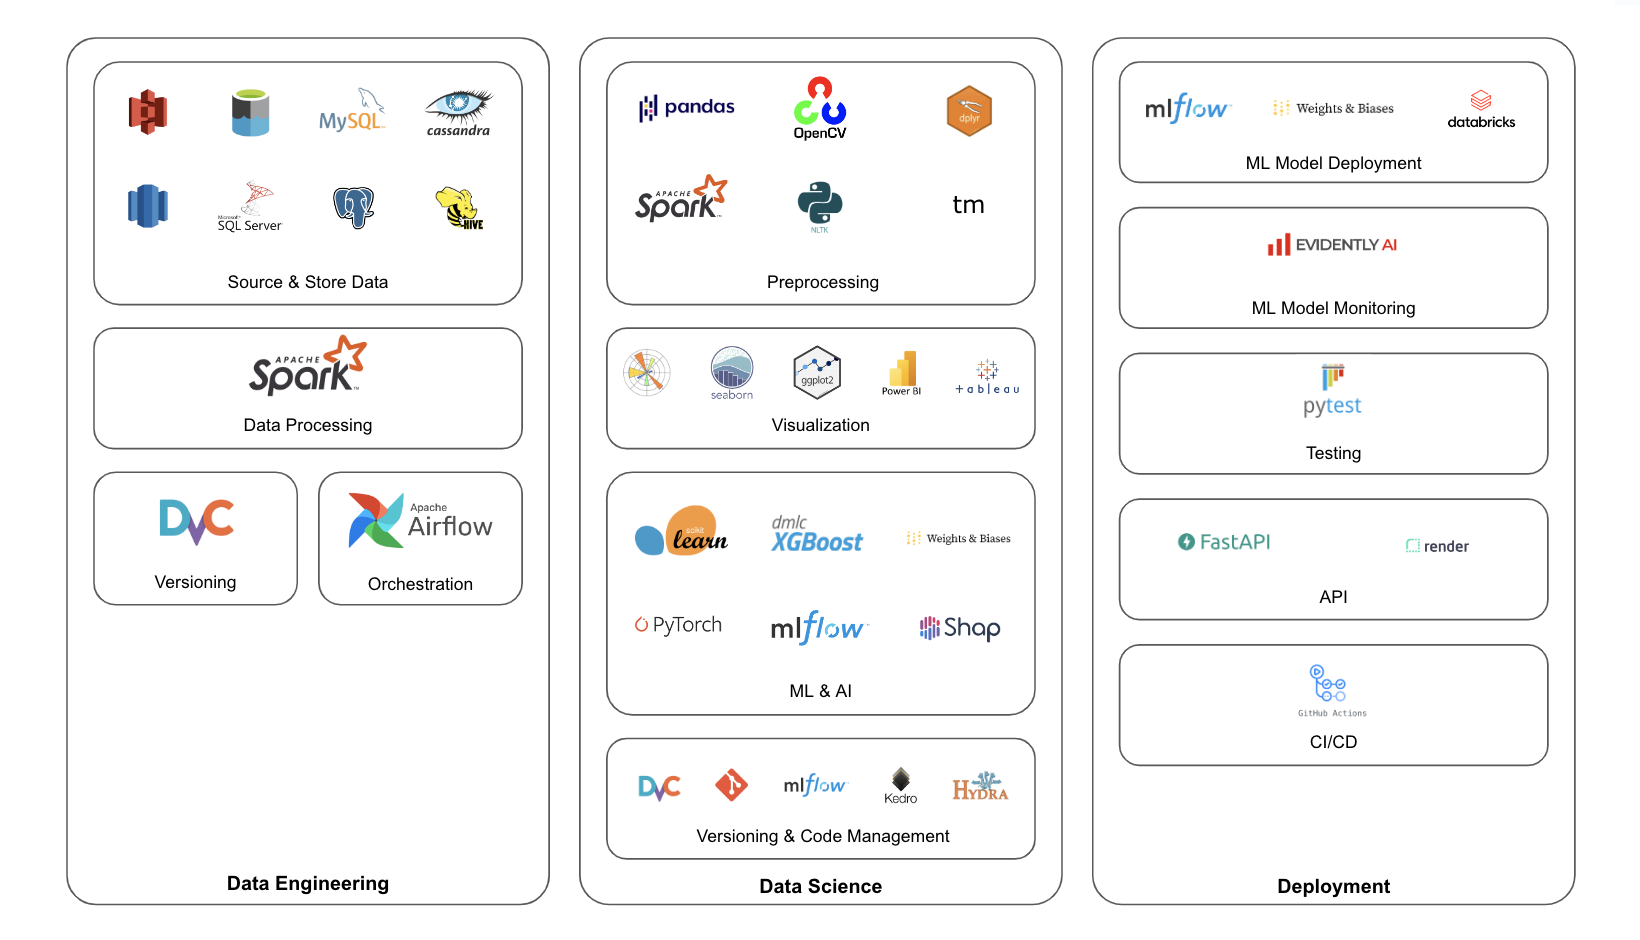 MySQL
cassandra
Microsoft
SQL Server
HIVE
Source & Store Data
APACHE
Spark
Data Processing
DVC
Versioning
Apache
Airflow
Orchestration
Data Engineering
pandas
OpenCV
dplyr
APACHE
Spark
NLTK
tm
Preprocessing
seaborn
ggplot2
Power BI
+ a b | e a u
Visualization
scikit
learn
dmlc
XGBoost
Weights & Biases
PyTorch
mlflow
Shap
ML & AI
DVC
mlflow
Kedro
HYDRA
Versioning & Code Management
Data Science
mlflow
Weights & Biases
databricks
ML Model Deployment
EVIDENTLY AI
ML Model Monitoring
pytest
Testing
FastAPI
render
API
GitHub Actions
CI/CD
Deployment